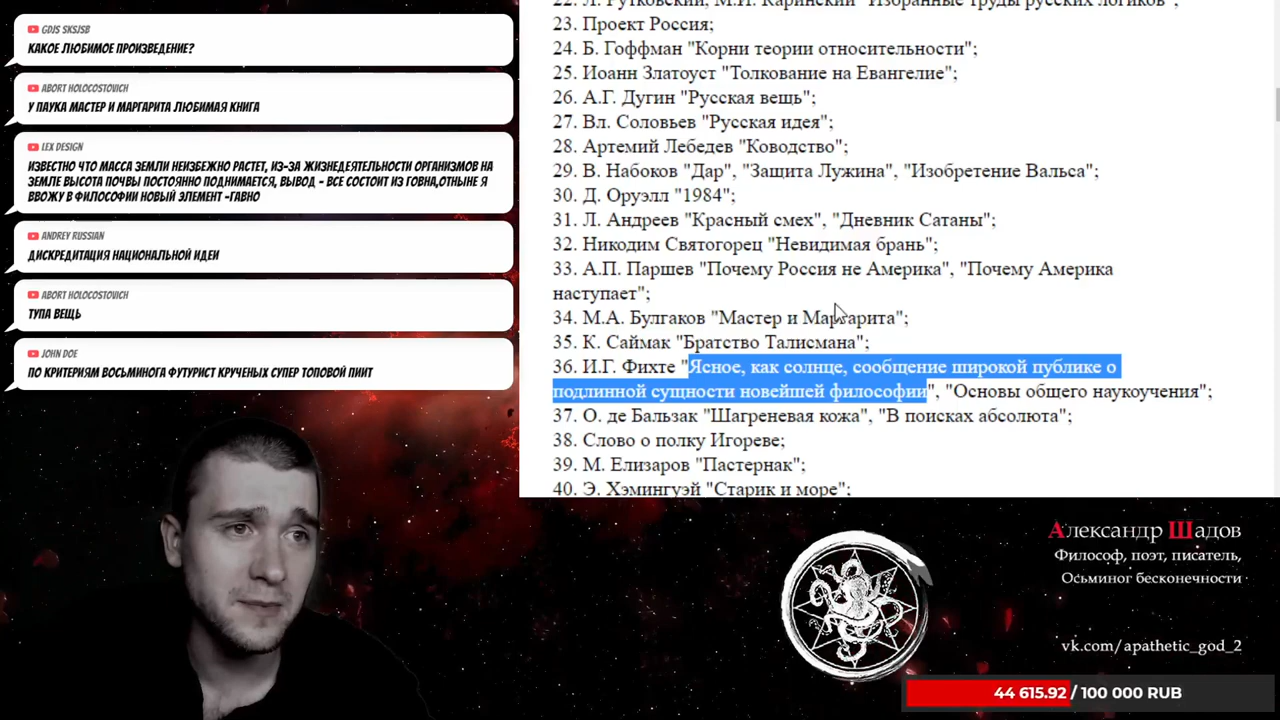 GDJS SKSJSB
КАКОЕ ЛЮБИМОЕ ПРОИЗВЕДЕНИЕ?
ABORT HOLOCOSTOVICH
У ПАУКА МАСТЕР И МАРГАРИТА ЛЮБИМАЯ КНИГА
LEX DESIGN
ИЗВЕСТНО ЧТО МАССА ЗЕМЛИ НЕИЗБЕЖНО РАСТЕТ, ИЗ-ЗА ЖИЗНЕДЕЯТЕЛЬНОСТИ ОРГАНИЗМОВ НА
ЗЕМЛЕ ВЫСОТА ПОЧВЫ ПОСТОЯННО ПОДНИМАЕТСЯ, ВЫВОД - ВСЕ СОСТОИТ ИЗ ГОВНА,ОТНЫНЕ Я
ВВОЖУ В ФИЛОСОФИИ НОВЫЙ ЭЛЕМЕНТ -ГАВНО
ANDREY RUSSIAN
ДИСКРЕДИТАЦИЯ НАЦИОНАЛЬНОЙ ИДЕИ
ABORT HOLOCOSTOVICH
ТУПА ВЕЩЬ
JOHN DOE
ПО КРИТЕРИЯМ ВОСЬМИНОГА ФУТУРИСТ КРУЧЕНЫХ СУПЕР ТОПОВОЙ ПИИТ
22. Л. Рутковский, М.И. Каринский "Избранные труды русских логиков";
23. Проект Россия;
24. Б. Гоффман "Корни теории относительности";
25. Иоанн Златоуст "Толкование на Евангелие";
26. А.Г. Дугин "Русская вещь";
27. Вл. Соловьев "Русская идея";
28. Артемий Лебедев "Ководство";
29. В. Набоков "Дар", "Защита Лужина", "Изобретение Вальса";
30. Д. Оруэлл "1984";
31. Л. Андреев "Красный смех", "Дневник Сатаны";
32. Никодим Святогорец "Невидимая брань";
33. А.П. Паршев "Почему Россия не Америка", "Почему Америка
наступает";
34. М.А. Булгаков "Мастер и Маргарита";
35. К. Саймак "Братство Талисмана";
36. И.Г. Фихте "Ясное, как солнце, сообщение широкой публике о
подлинной сущности новейшей философии", "Основы общего наукоучения";
37. О. де Бальзак "Шагреневая кожа", "В поисках абсолюта";
38. Слово о полку Игореве;
39. М. Елизаров "Пастернак";
40. Э. Хэмингуэй "Старик и море";
Александр Шадов
Философ, поэт, писатель,
Осьминог бесконечности
vk.com/apathetic_god_2
44 615.92 / 100 000 RUB